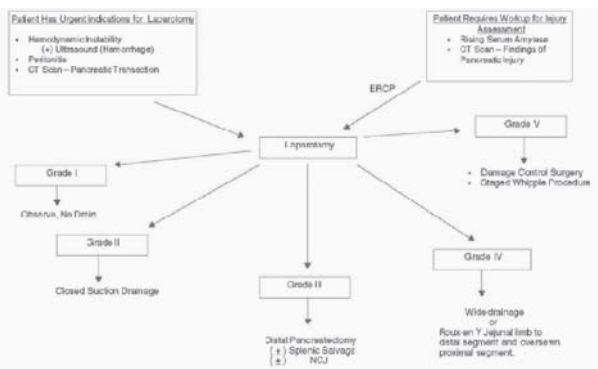 Patient Has Urgent Indications for Laparotomy
• Hemodynamic Instability
(+) Ultrasound (Hemorrhage)
• Peritonitis
• CT Scan – Pancreatic Transection
Patient Requires Workup for Injury
Assessment
• Rising Serum Amylase
• CT Scan – Findings of
Pancreatic Injury
ERCP
Laparotomy
Grade V
• Damage Control Surgery
• Staged Whipple Procedure
Grade I
Observe, No Drain
Grade II
Closed Suction Drainage
Grade III
Distal Pancreatectomy
(±) Splenic Salvage
(±) NCJ
Grade IV
Wide drainage
or
Roux-en Y Jejunal limb to
distal segment and oversewn
proximal segment.